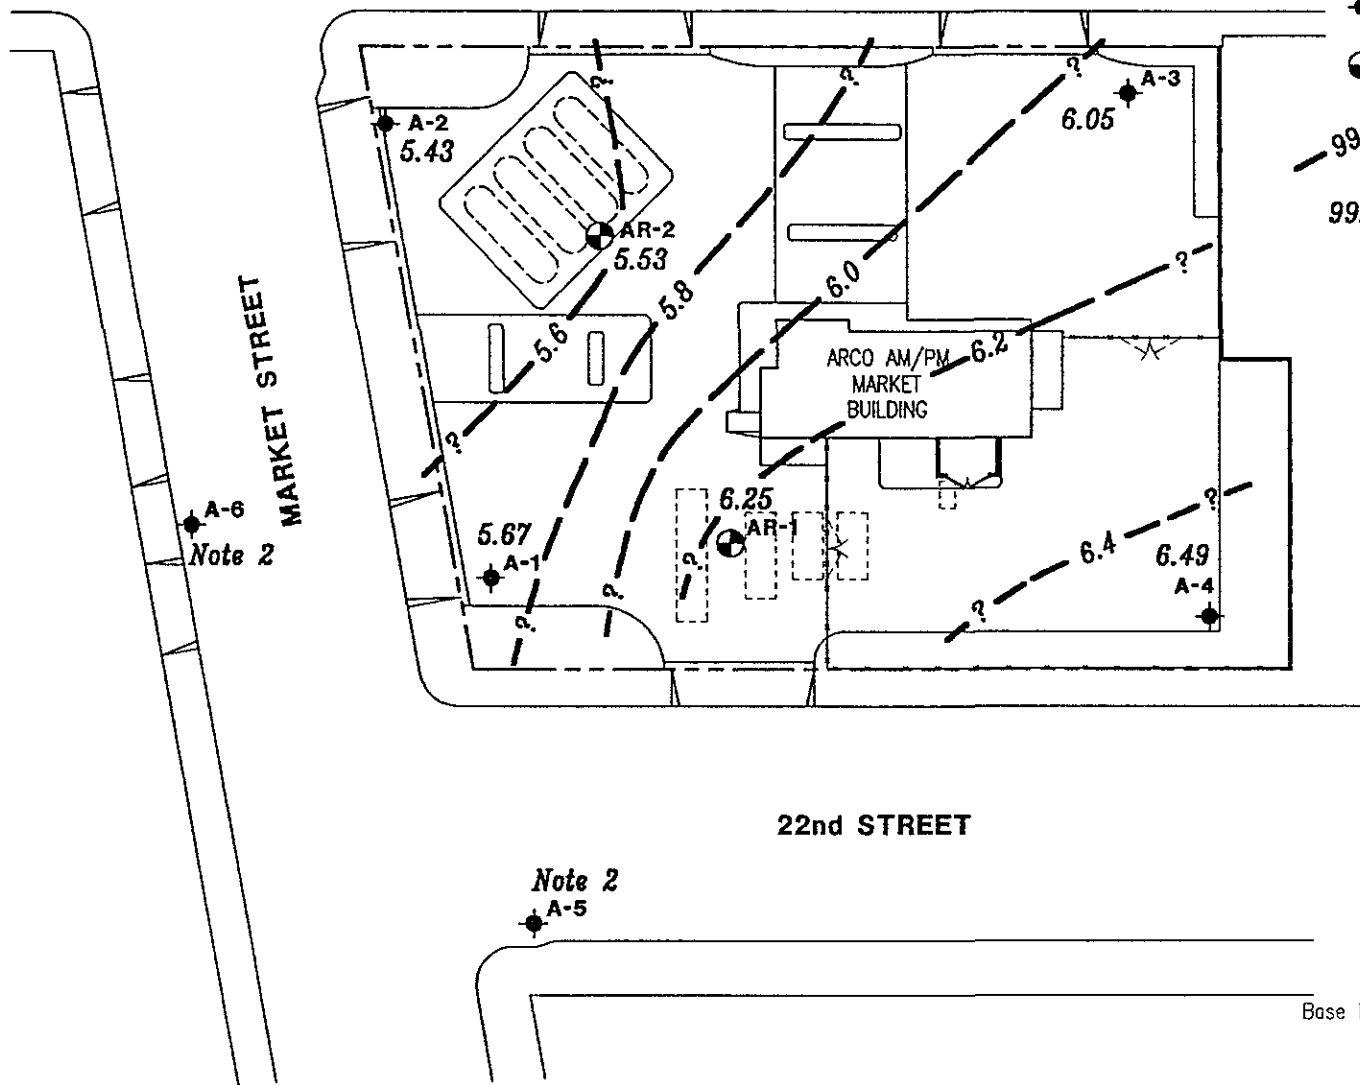 ?
?
?
A-3
6.05
A-2
5.43
99
99
AR-2
5.53
?
6.0
5.8
5.6
6.2
ARCO AM/PM
MARKET
BUILDING
MARKET STREET
?
?
6.25
A-6
Note 2
5.67
A-1
AR-1
6.4
6.49
A-4
?
?
?
?
22nd STREET
Note 2
A-5
Base